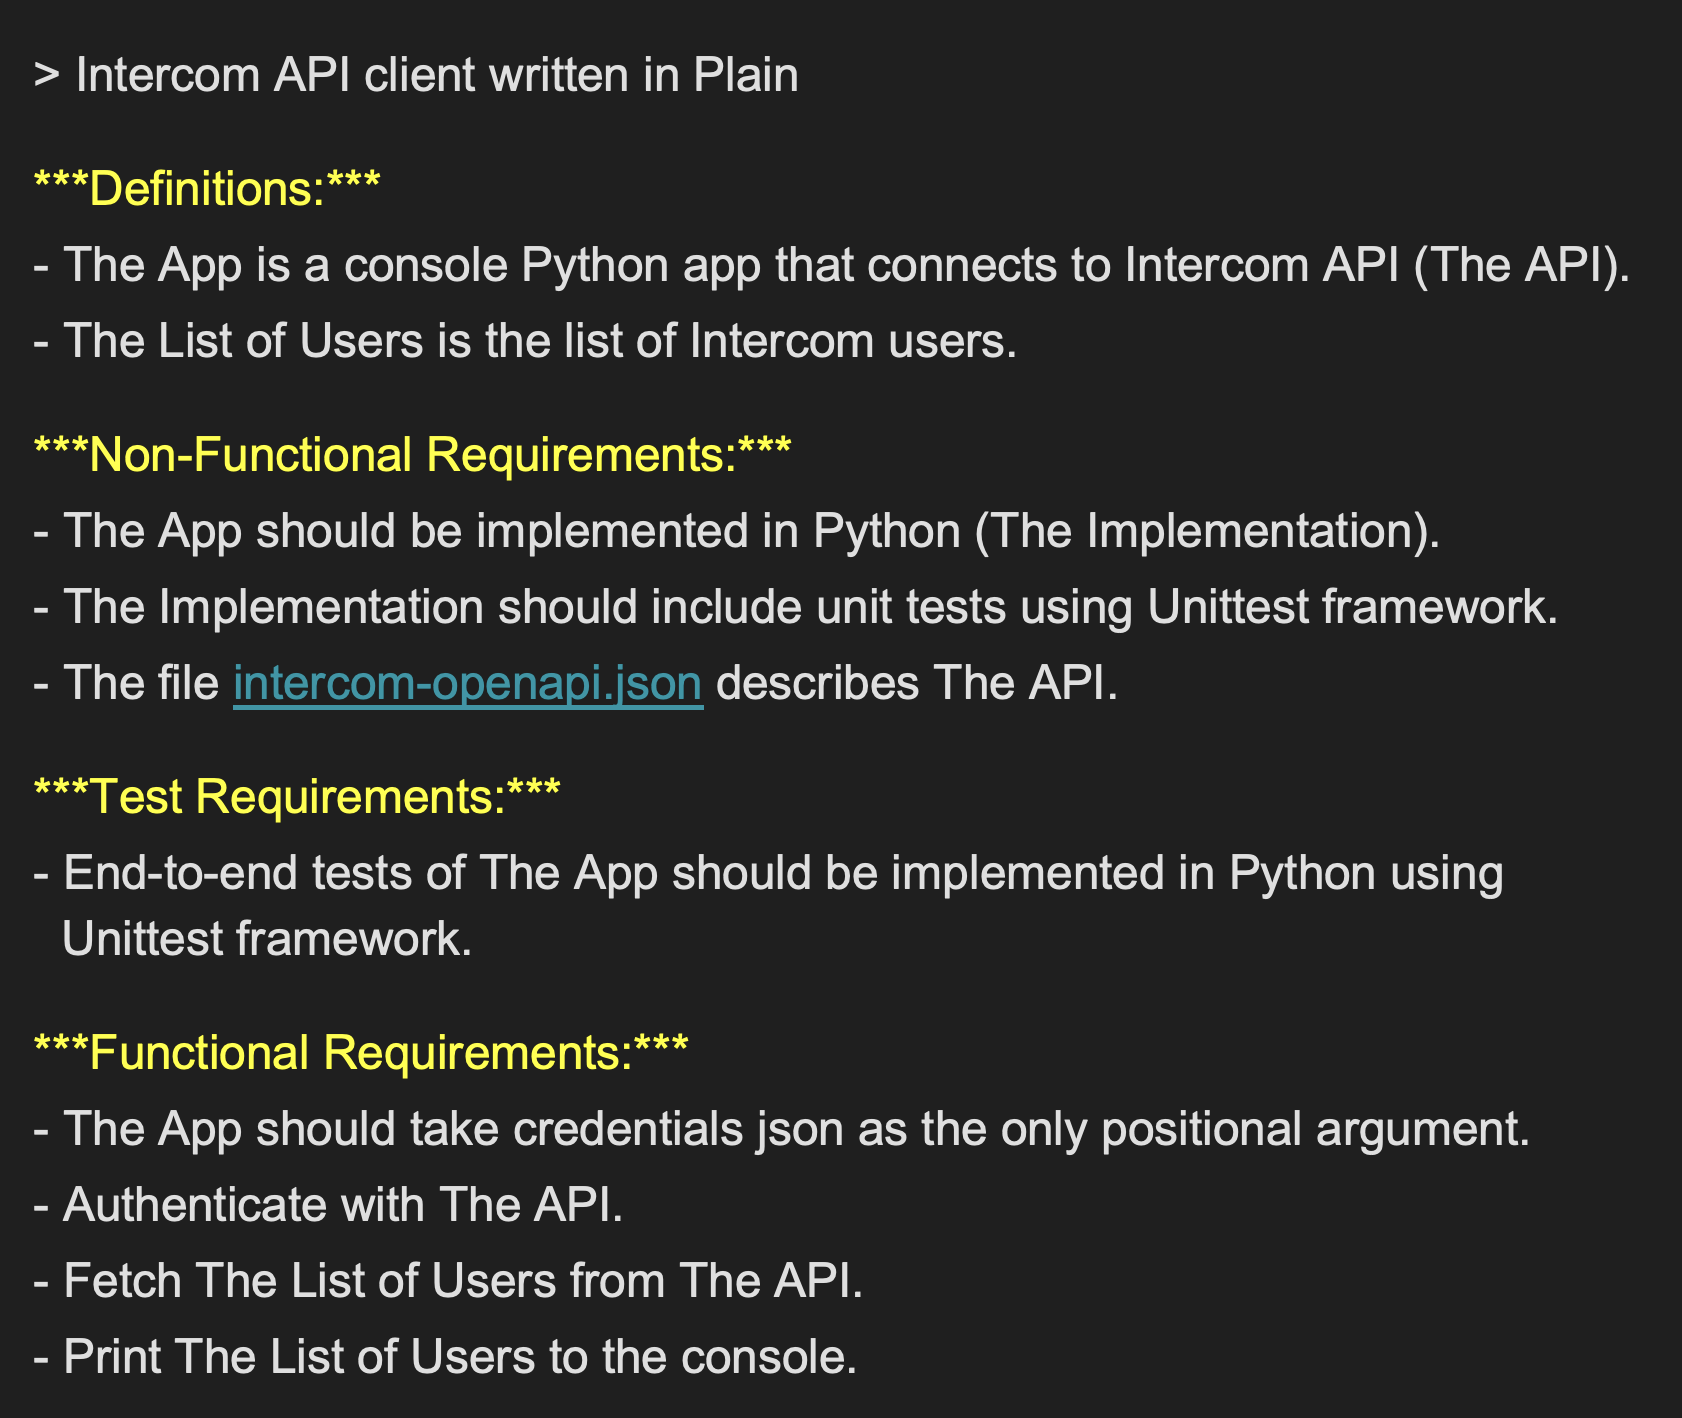 > Intercom API client written in Plain
***Definitions:***
- The App is a console Python app that connects to Intercom API (The API).
- The List of Users is the list of Intercom users.
***Non-Functional Requirements:***
- The App should be implemented in Python (The Implementation).
- The Implementation should include unit tests using Unittest framework.
- The file intercom-openapi.json describes The API.
***Test Requirements:***
- End-to-end tests of The App should be implemented in Python using
Unittest framework.
***Functional Requirements:***
- The App should take credentials json as the only positional argument.
- Authenticate with The API.
- Fetch The List of Users from The API.
- Print The List of Users to the console.